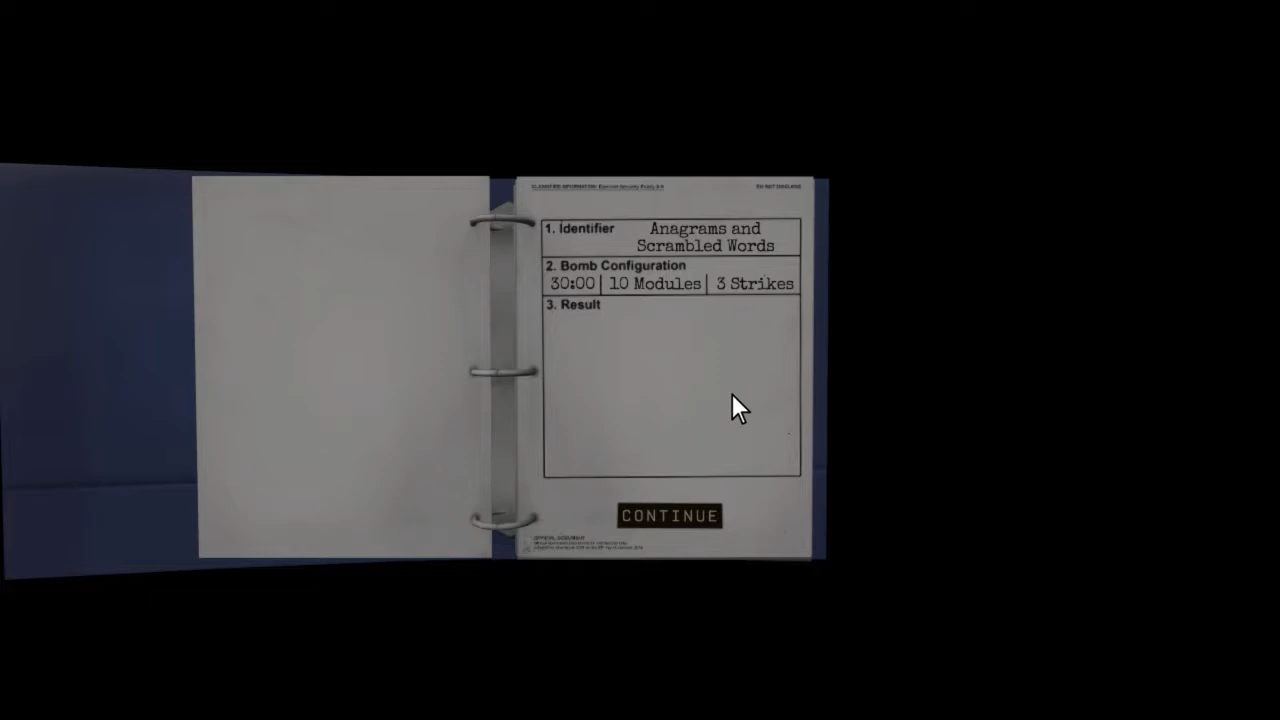 1. Identifier Anagrams and
Scrambled Words
2. Bomb Configuration
30:00 10 Modules 3 Strikes
3. Result
CONTINUE